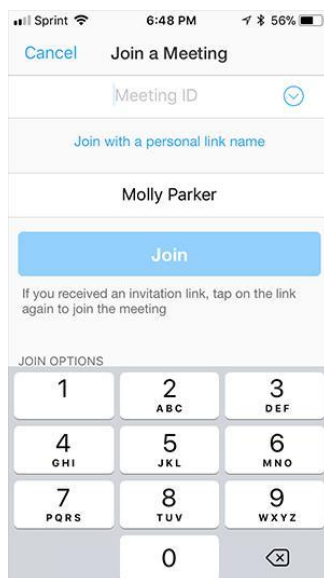 Sprint 6:48 PM 56%
Cancel Join a Meeting
Meeting ID
Join with a personal link name
Molly Parker
Join
If you received an invitation link, tap on the link
again to join the meeting
JOIN OPTIONS
1 2 3
ABC DEF
4 5 6
GHI JKL MNO
7 8 9
PQRS TUV WXYZ
0